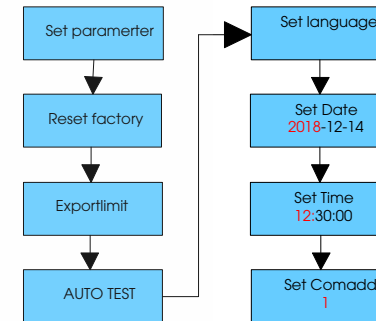 Set paramerter
Reset factory
Exportlimit
AUTO TEST
Set language
Set Date
2018-12-14
Set Time
12:30:00
Set Comadd
1